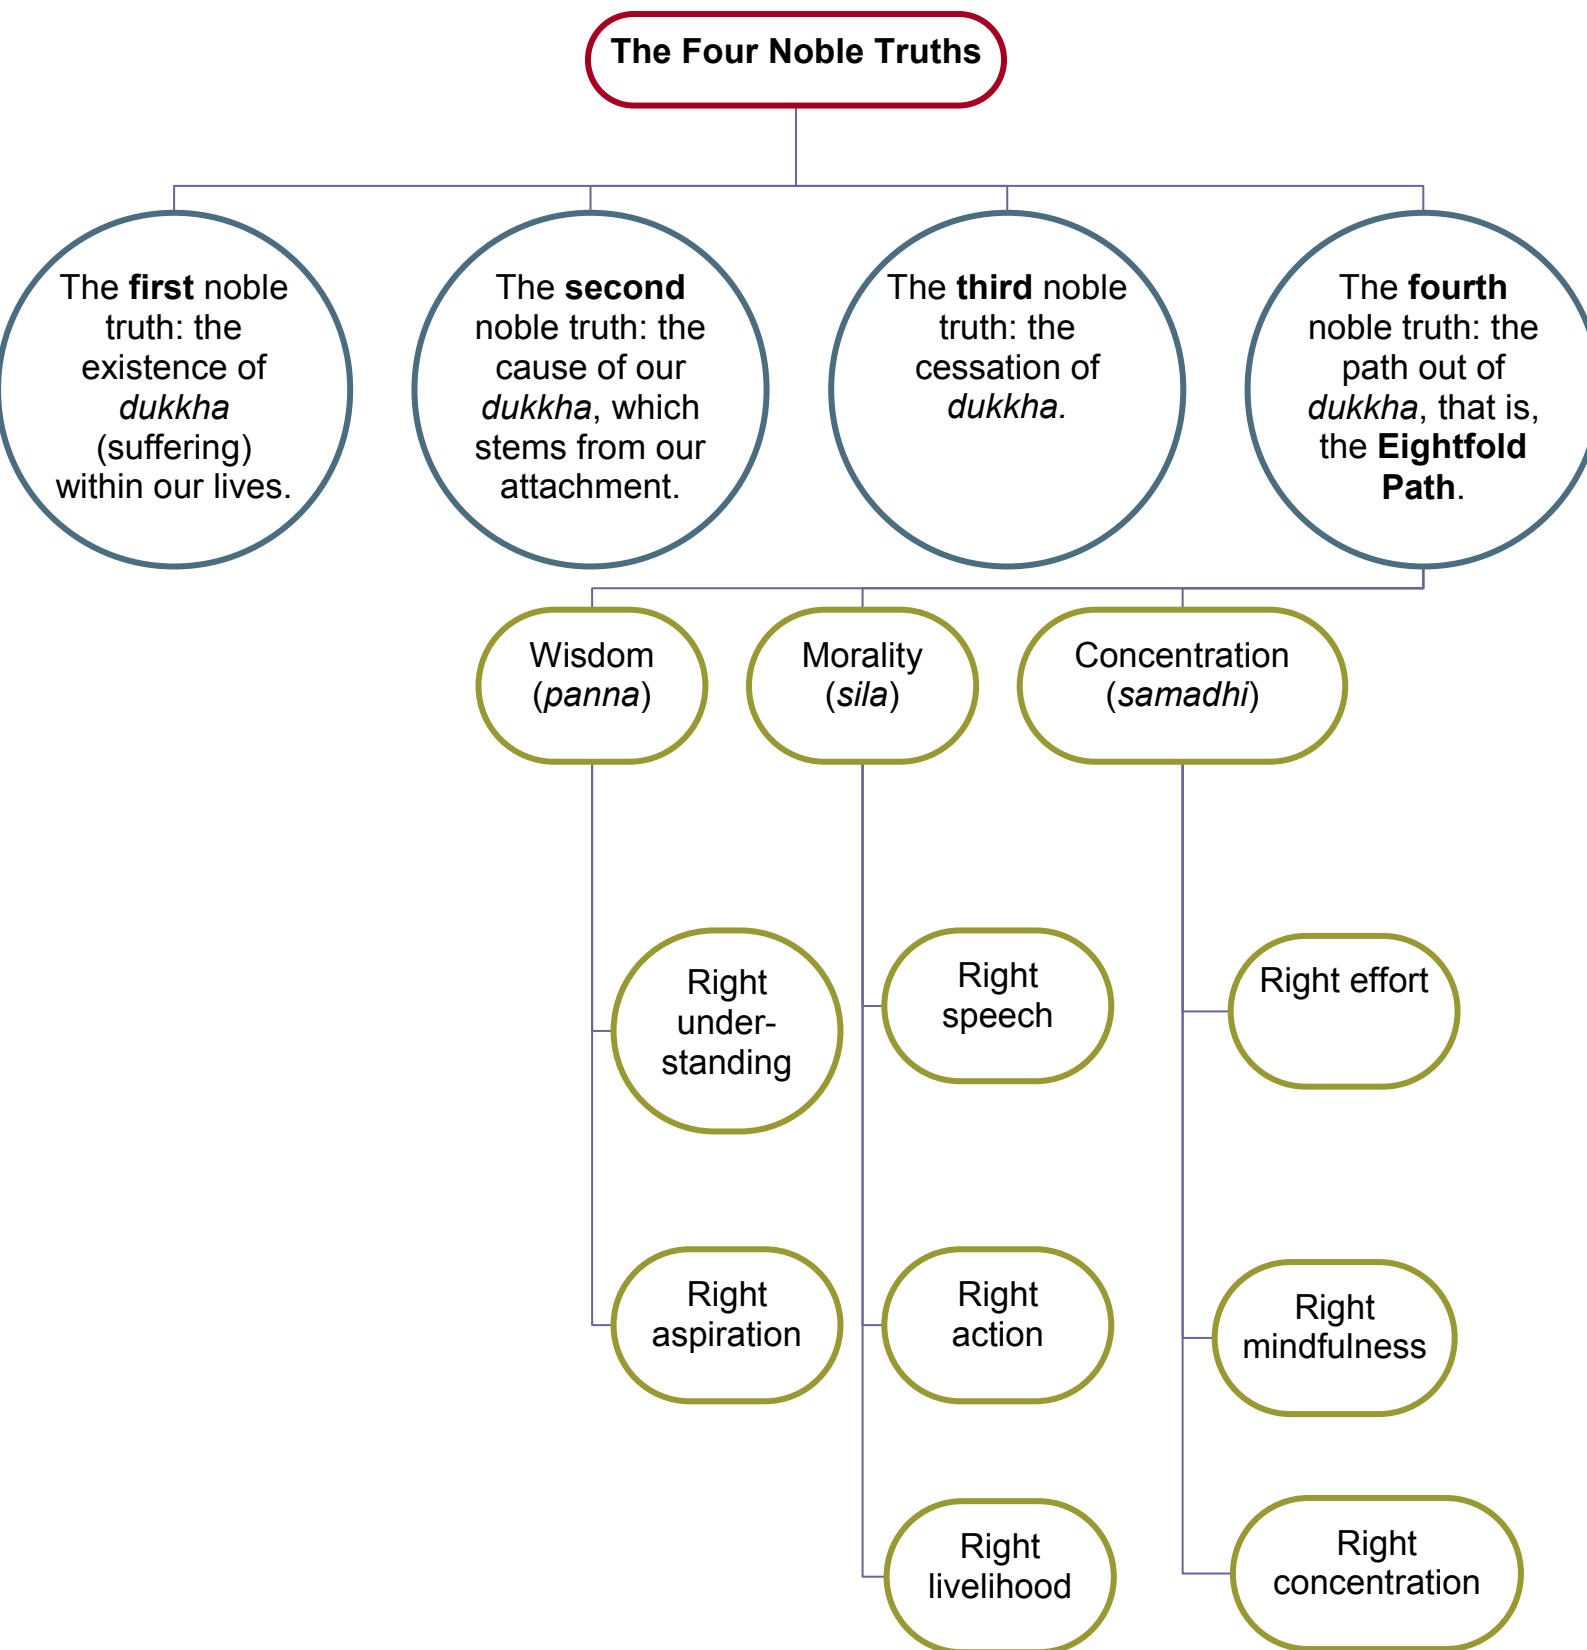 The Four Noble Truths
The first noble
truth: the
existence of
dukkha
(suffering)
within our lives.
The second
noble truth: the
cause of our
dukkha, which
stems from our
attachment.
The third noble
truth: the
cessation of
dukkha.
The fourth
noble truth: the
path out of
dukkha, that is,
the Eightfold
Path.
Wisdom
(panna)
Morality
(sila)
Concentration
(samadhi)
Right
under-
standing
Right
aspiration
Right
speech
Right
action
Right
livelihood
Right effort
Right
mindfulness
Right
concentration